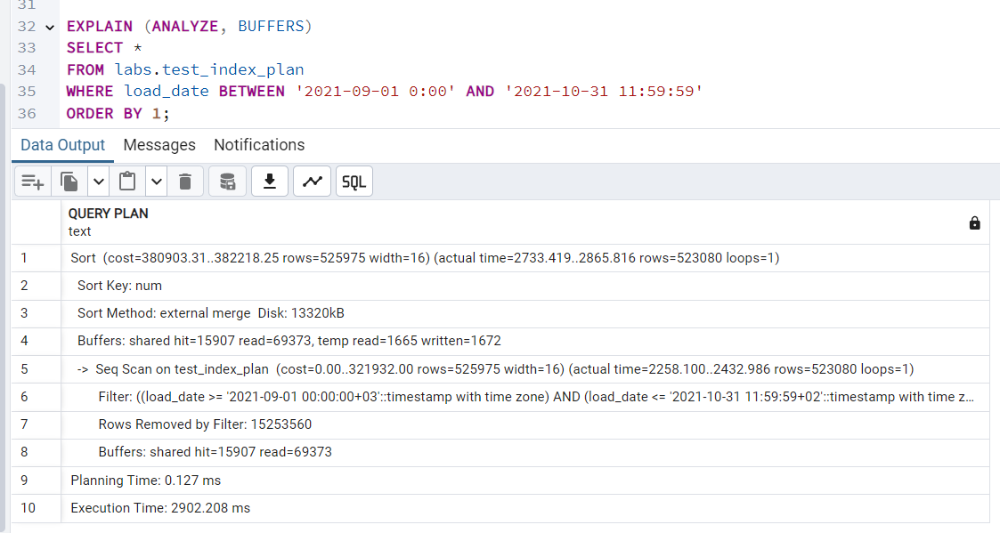 31
32 EXPLAIN (ANALYZE, BUFFERS)
33 SELECT *
34 FROM labs.test_index_plan
35 WHERE load_date BETWEEN '2021-09-01 0:00' AND '2021-10-31 11:59:59'
36 ORDER BY 1;
Data Output Messages Notifications
SQL
QUERY PLAN
text
1 Sort (cost=380903.31..382218.25 rows=525975 width=16) (actual time=2733.419..2865.816 rows=523080 loops=1)
2 Sort Key: num
3 Sort Method: external merge Disk: 13320kB
4 Buffers: shared hit=15907 read=69373, temp read=1665 written=1672
5 -> Seq Scan on test_index_plan (cost=0.00..321932.00 rows=525975 width=16) (actual time=2258.100..2432.986 rows=523080 loops=1)
6 Filter: ((load_date >= '2021-09-01 00:00:00+03'::timestamp with time zone) AND (load_date <= '2021-10-31 11:59:59+02'::timestamp with time z...
7 Rows Removed by Filter: 15253560
8 Buffers: shared hit=15907 read=69373
9 Planning Time: 0.127 ms
10 Execution Time: 2902.208 ms